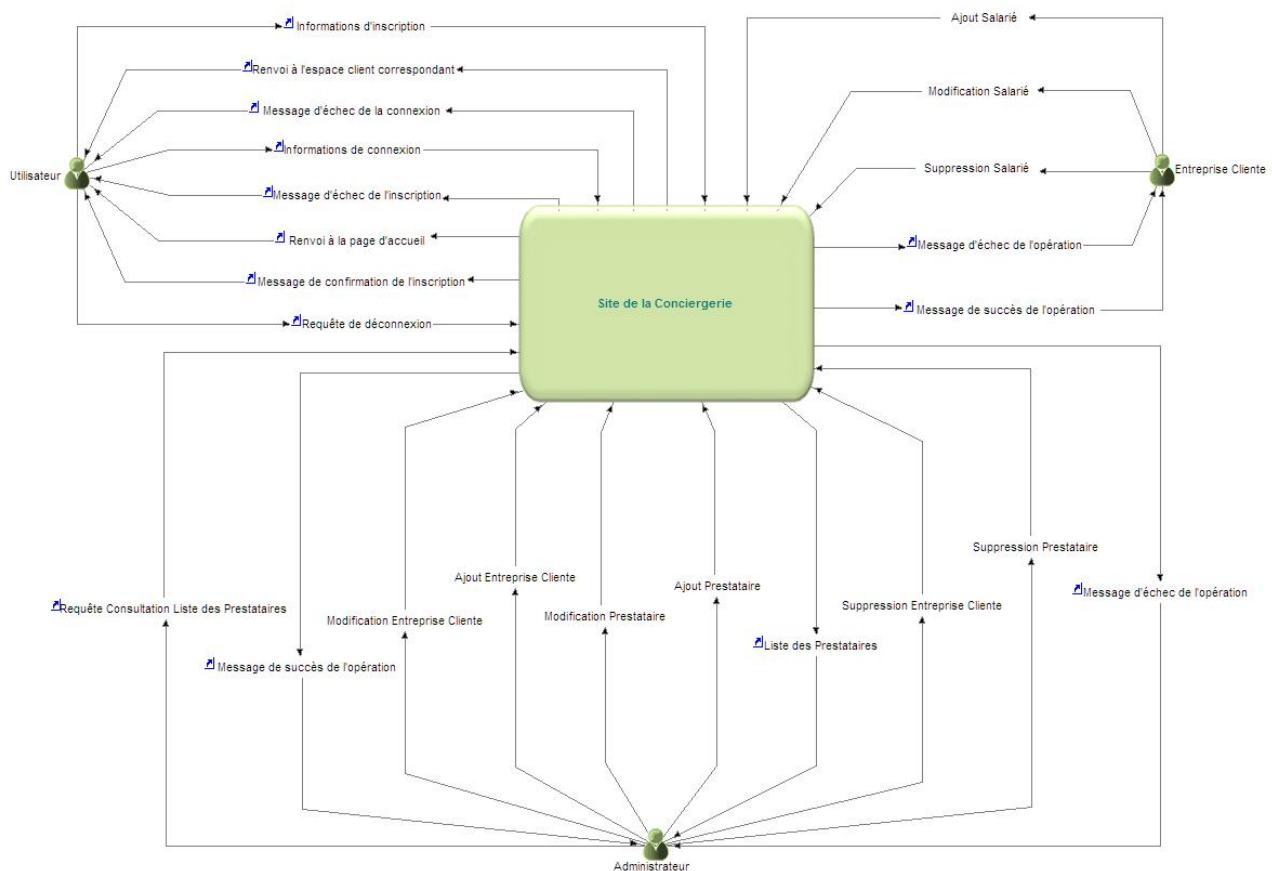 Informations d'inscription
Ajout Salarié
Renvoi à l'espace client correspondant
Modification Salarié
Message d'échec de la connexion
Informations de connexion
Utilisateur
Suppression Salarié
Entreprise Cliente
Message d'échec de l'inscription
Renvoi à la page d'accueil
Message d'échec de l'opération
Message de confirmation de l'inscription
Site de la Conciergerie
Message de succès de l'opération
Requête de déconnexion
Suppression Prestataire
Ajout Entreprise Cliente
Ajout Prestataire
Message d'échec de l'opération
Requête Consultation Liste des Prestataires
Suppression Entreprise Cliente
Modification Entreprise Cliente
Modification Prestataire
Liste des Prestataires
Message de succès de l'opération
Administrateur